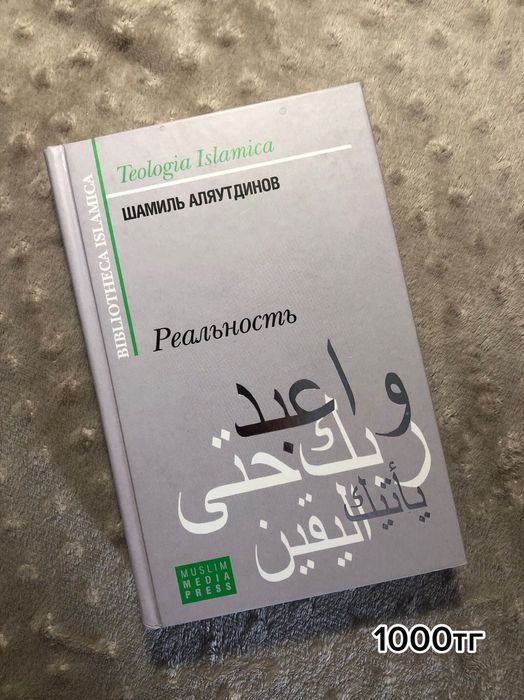 BIBLIOTHECA ISLAMICA
Teologia Islamica
ШАМИЛЬ АЛЯУТДИНОВ
Реальность
واعبد
ربك حتى
يأتيك
اليقين
MUSLIM
MEDIA
PRESS
1000тг